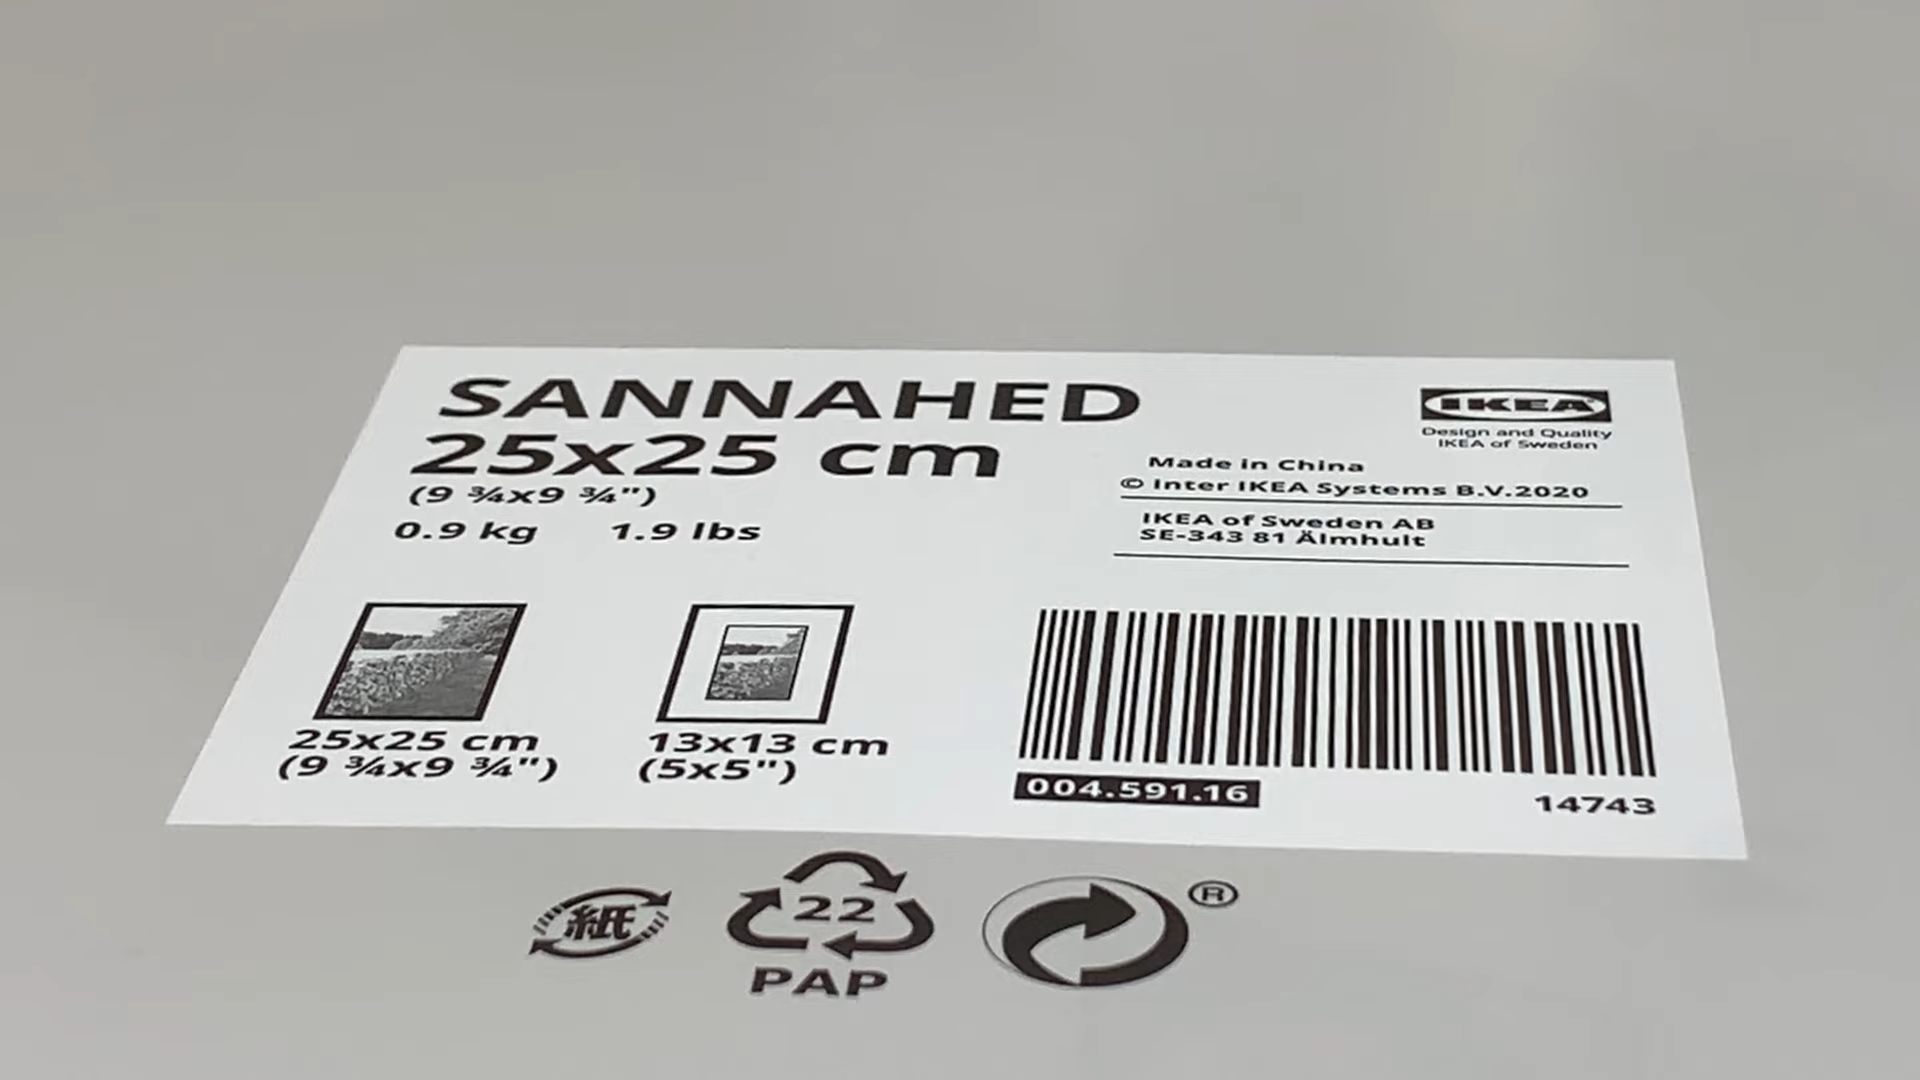 SANNAHED
25x25 cm
(9 ¾x9 ¾")
0.9 kg 1.9 lbs
IKEA
Design and Quality
IKEA of Sweden
Made in China
© Inter IKEA Systems B.V.2020
IKEA of Sweden AB
SE-343 81 Älmhult
25x25 cm
(9 ¾x9 ¾")
13x13 cm
(5x5")
004.591.16
14743
紙
22
PAP
®